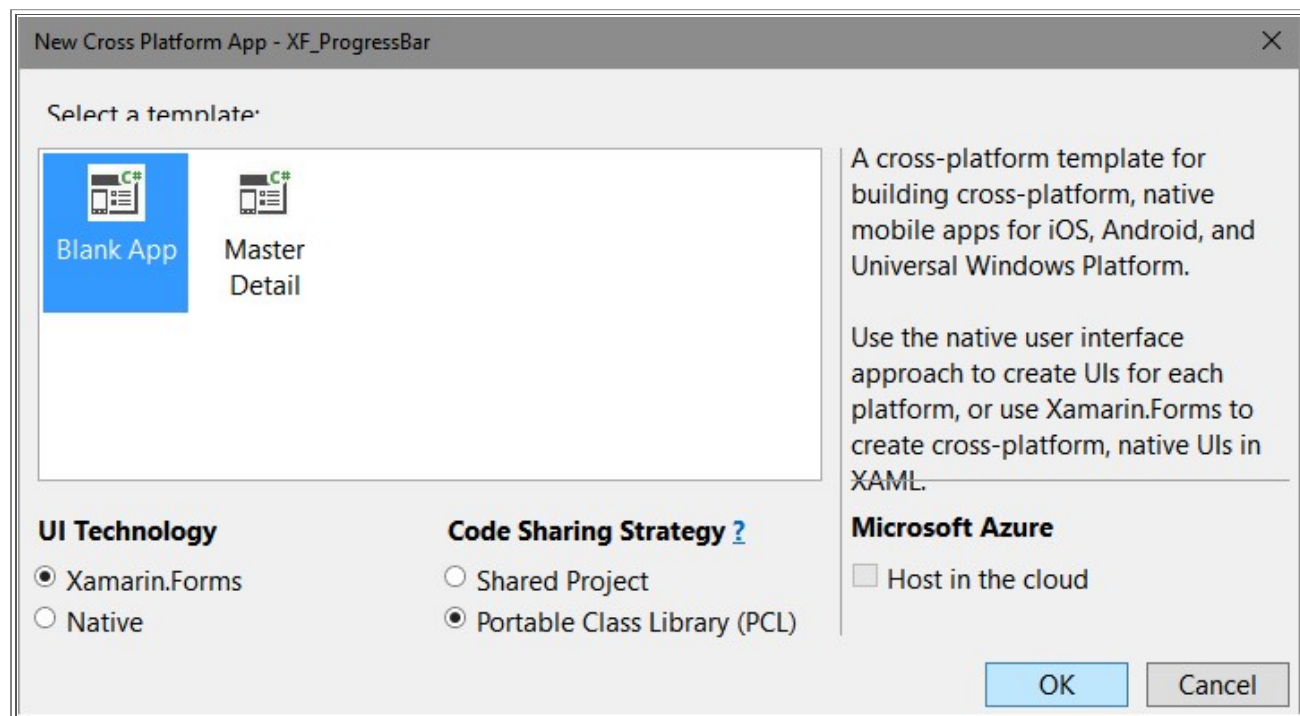 New Cross Platform App - XF_ProgressBar
Select a template:
C#
C#
Blank App
Master
Detail
A cross-platform template for
building cross-platform, native
mobile apps for iOS, Android, and
Universal Windows Platform.
Use the native user interface
approach to create UIs for each
platform, or use Xamarin.Forms to
create cross-platform, native UIs in
XAML.
UI Technology
Xamarin.Forms
Native
Code Sharing Strategy ?
Shared Project
Portable Class Library (PCL)
Microsoft Azure
Host in the cloud
OK
Cancel